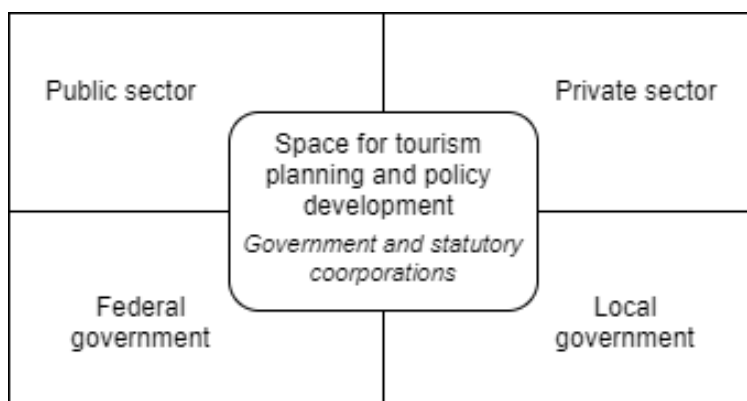 Public sector
Private sector
Space for tourism
planning and policy
development
Government and statutory
coorporations
Federal
government
Local
government